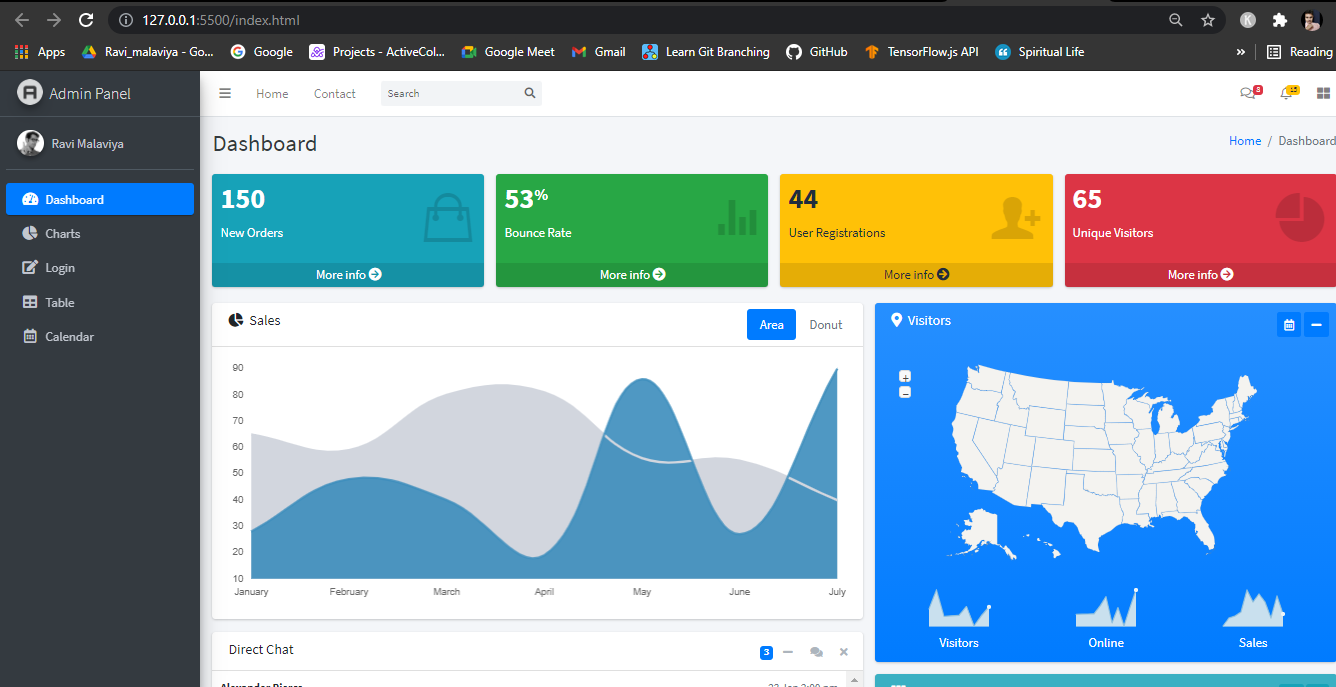 127.0.0.1:5500/index.html
K
Apps Ravi_malaviya - Go... Google Projects - ActiveCol... Google Meet Gmail Learn Git Branching GitHub TensorFlow.js API Spiritual Life » Reading
Admin Panel
Home Contact Search
8
15
Ravi Malaviya
Dashboard
Charts
Login
Table
Calendar
Dashboard
Home / Dashboard
150
New Orders
More info
53%
Bounce Rate
More info
44
User Registrations
More info
65
Unique Visitors
More info
Sales
Area Donut
90
80
70
60
50
40
30
20
10
January February March April May June July
Visitors
+
−
Visitors Online Sales
Direct Chat
3